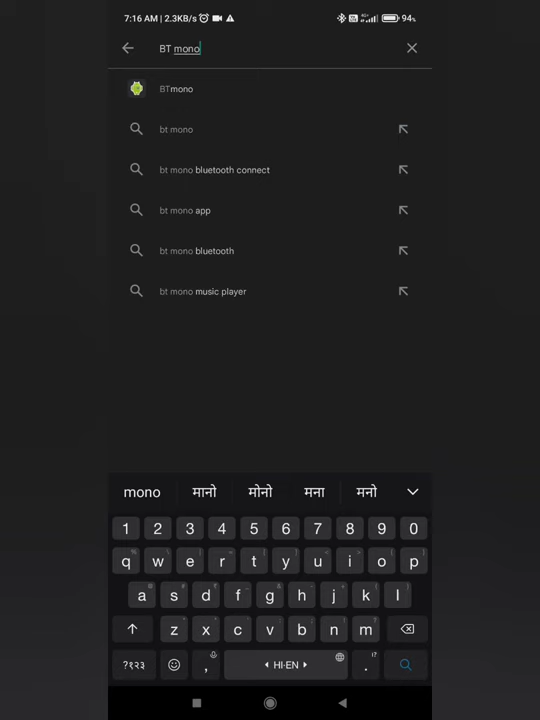 7:16 AM | 2.3KB/s 94%
BT mono
BTmono
bt mono
bt mono bluetooth connect
bt mono app
bt mono bluetooth
bt mono music player
mono मानो मोनो मना मनो
1 2 3 4 5 6 7 8 9 0
q w e r t y u i o p
a s d f g h j k l
z x c v b n m
?१२३ , HI-EN .